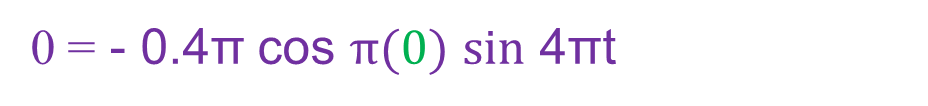 0 = - 0.4π cos π(0) sin 4πt